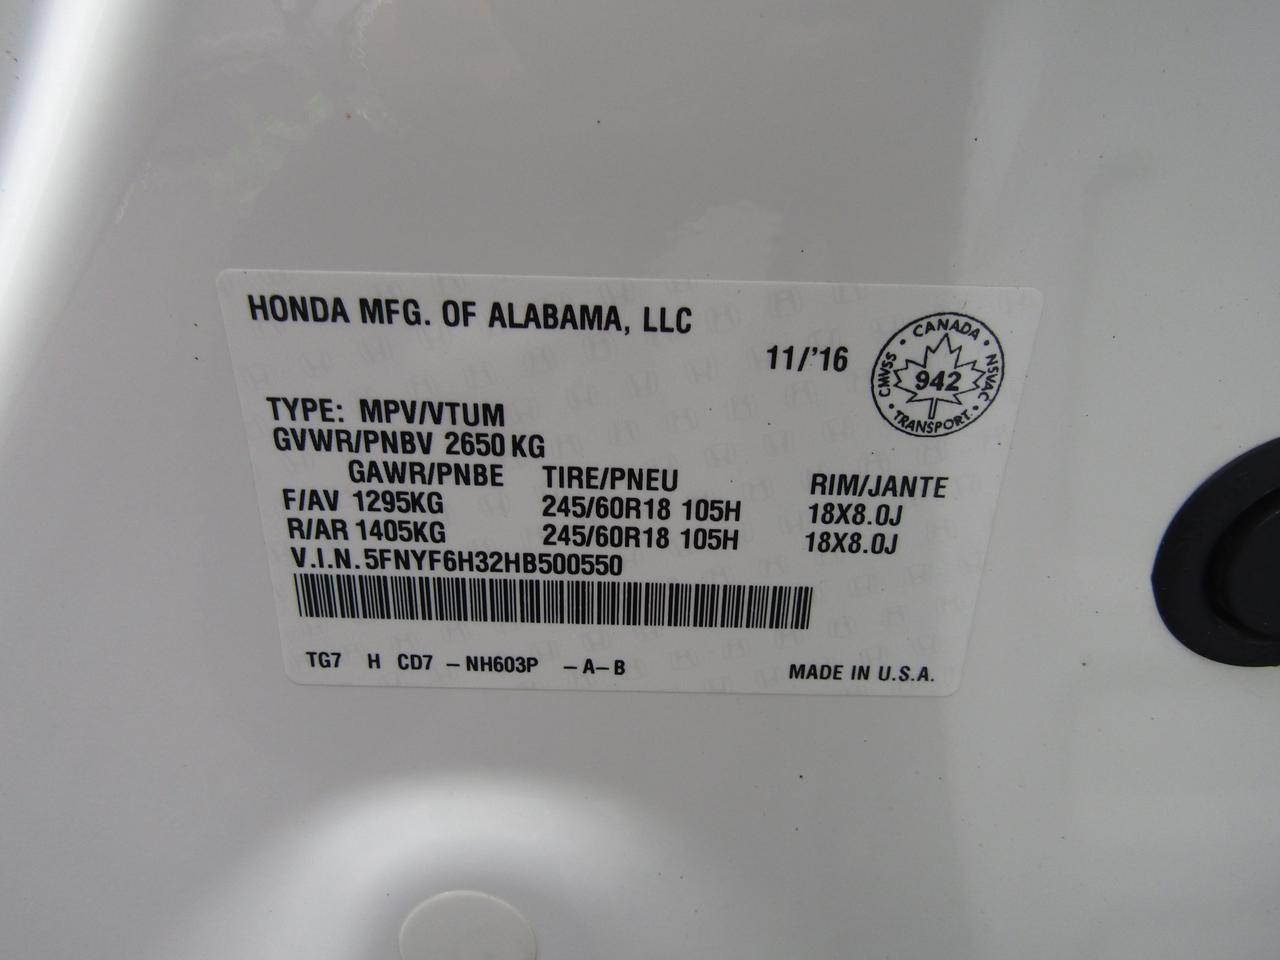 HONDA MFG. OF ALABAMA, LLC
11/'16
CANADA
CMVSS
942
NSVAC
TRANSPORT
TYPE: MPV/VTUM
GVWR/PNBV 2650 KG
GAWR/PNBE TIRE/PNEU RIM/JANTE
F/AV 1295KG 245/60R18 105H 18X8.0J
R/AR 1405KG 245/60R18 105H 18X8.0J
V.I.N. 5FNYF6H32HB500550
TG7 H CD7 -NH603P -A-B MADE IN U.S.A.